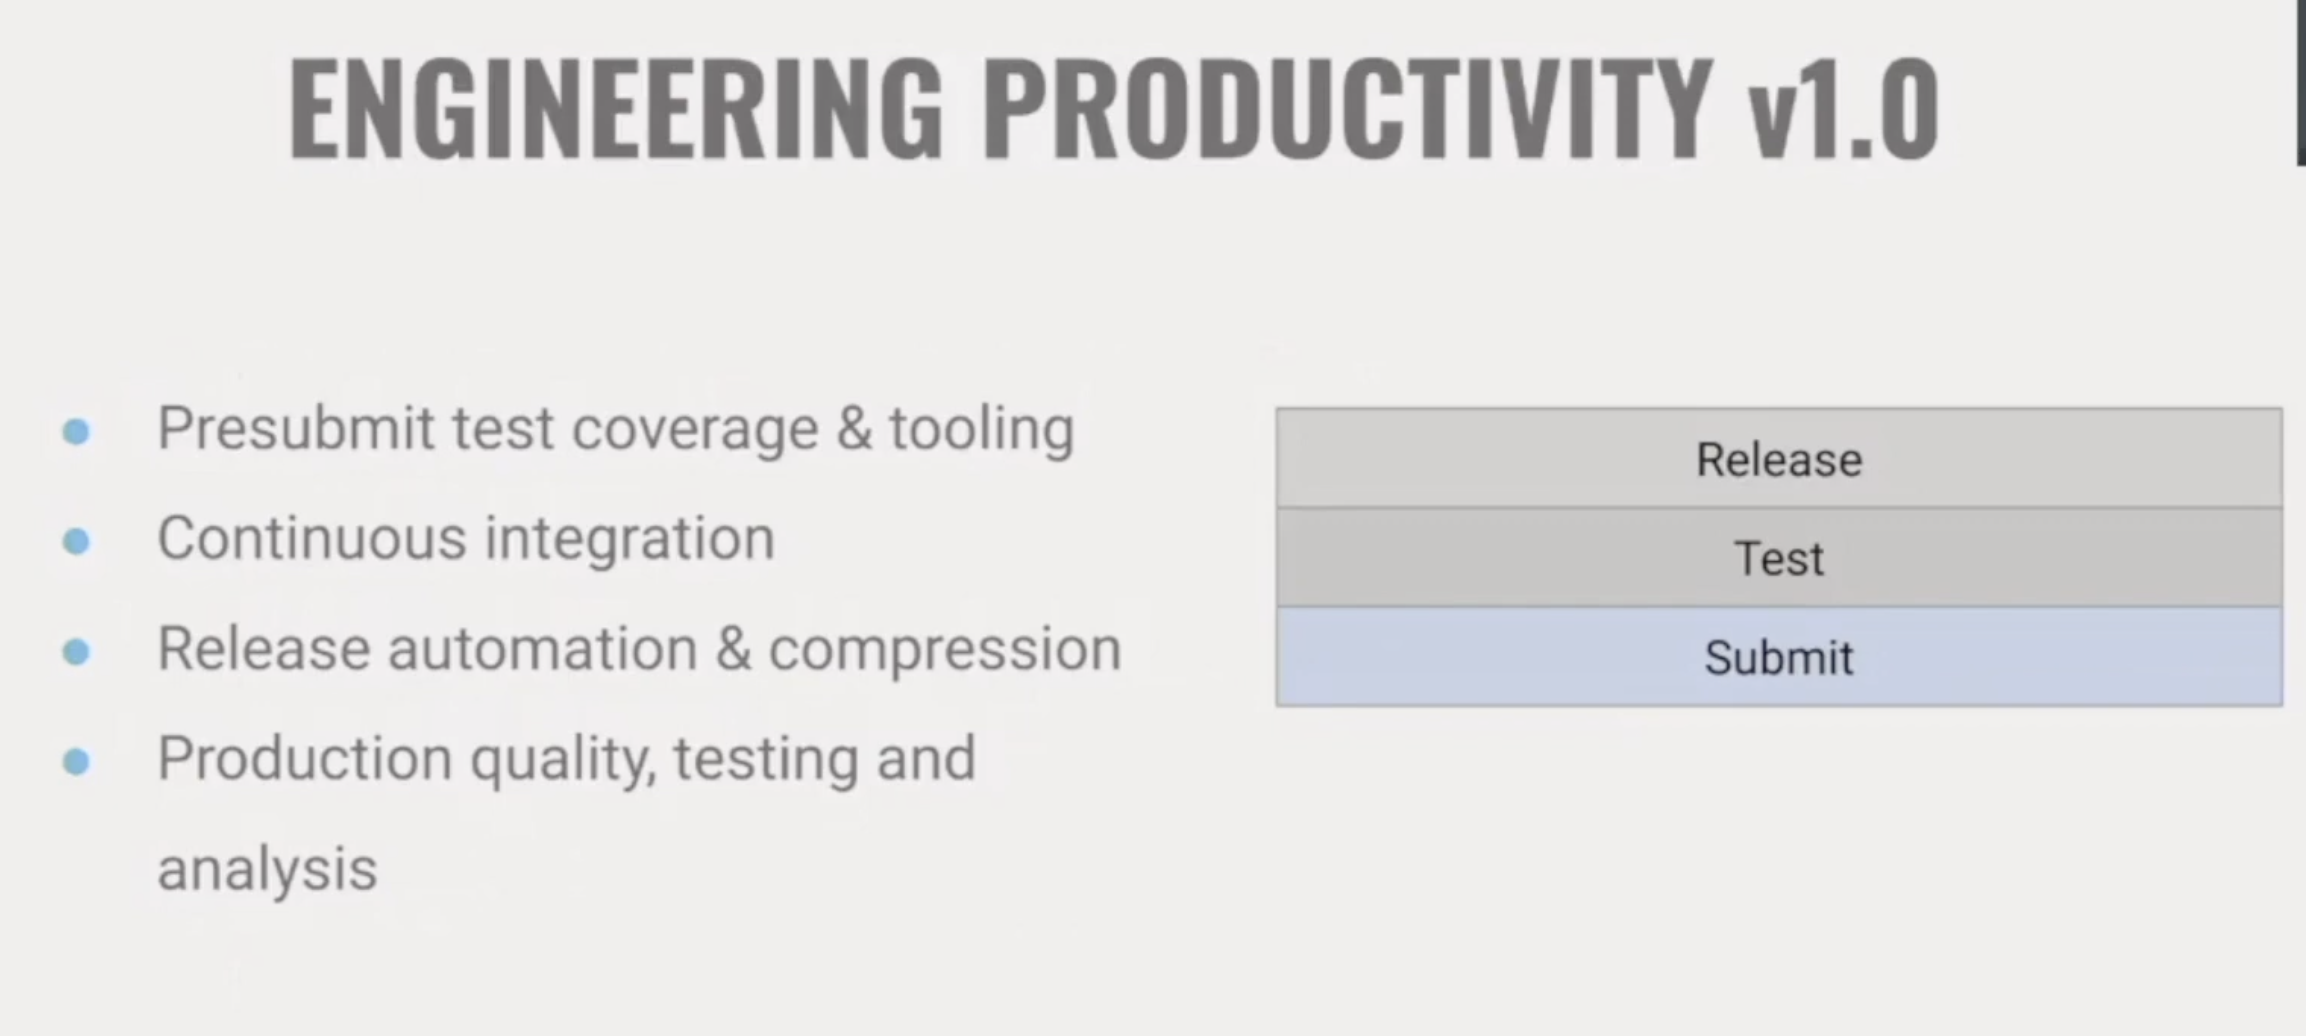 ENGINEERING PRODUCTIVITY v1.0
Presubmit test coverage & tooling
Continuous integration
Release automation & compression
Production quality, testing and
analysis
Release
Test
Submit